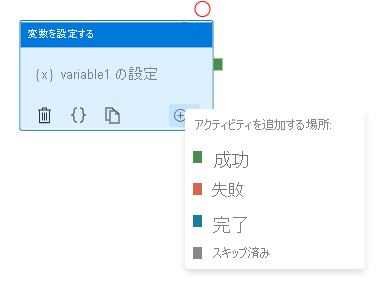 変数を設定する
{x} variable1 の設定
{}
アクティビティを追加する場所:
成功
失敗
完了
スキップ済み